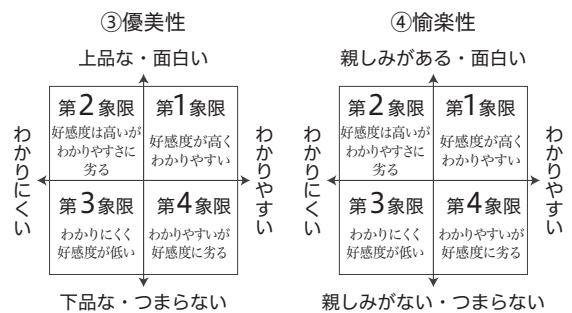 ③優美性
上品な・面白い
わかりにくい
第2象限
好感度は高いが
わかりやすさに
劣る
第1象限
好感度が高く
わかりやすい
第3象限
わかりにくく
好感度が低い
第4象限
わかりやすいが
好感度に劣る
わかりやすい
下品な・つまらない
④愉楽性
親しみがある・面白い
わかりにくい
第2象限
好感度は高いが
わかりやすさに
劣る
第1象限
好感度が高く
わかりやすい
第3象限
わかりにくく
好感度が低い
第4象限
わかりやすいが
好感度に劣る
わかりやすい
親しみがない・つまらない